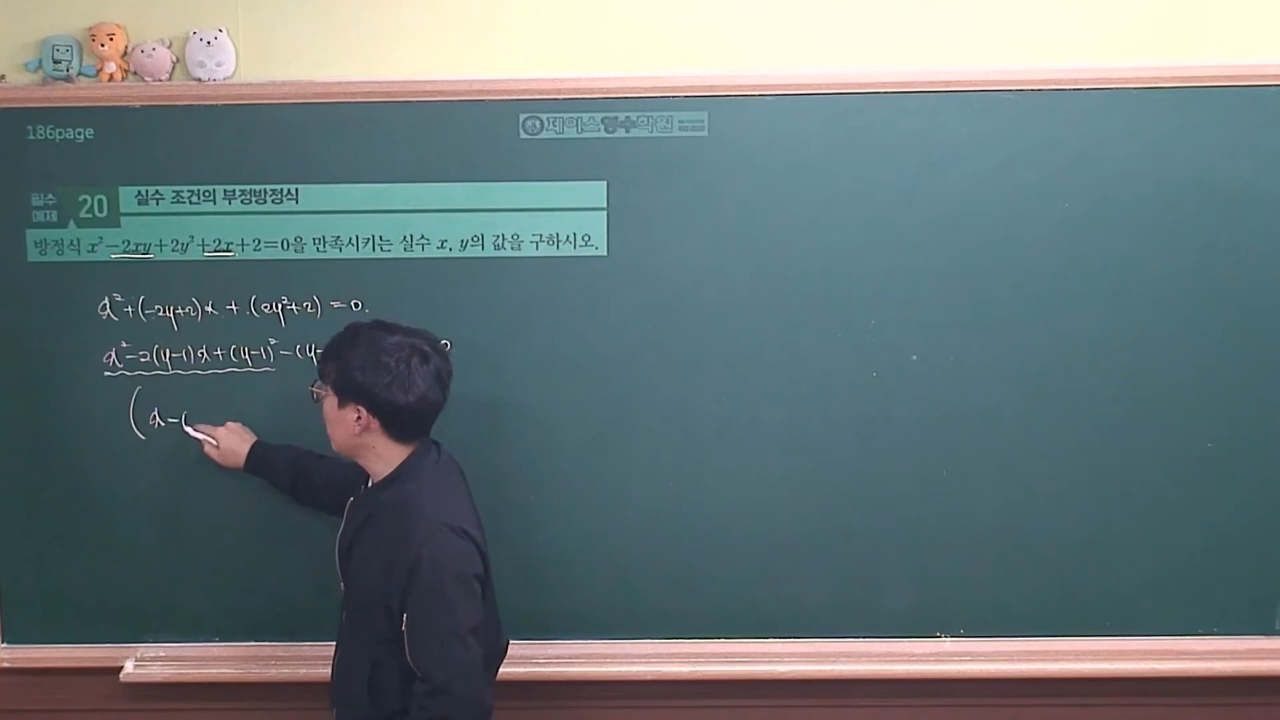 186page
제이스영수학원
필수 예제 20 실수 조건의 부정방정식
방정식 x²-2xy+2y²+2x+2=0을 만족시키는 실수 x, y의 값을 구하시오.
x²+(-2y+2)x+(2y²+2)=0.
x²-2(y-1)x+(y-1)²-(y-
(x-(